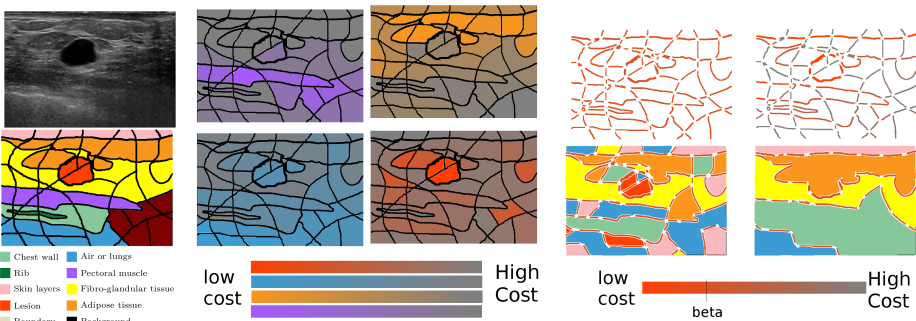 Chest wall
Air or lungs
Rib
Pectoral muscle
Skin layers
Fibro-glandular tissue
Lesion
Adipose tissue
Boundary
Background
low
cost
High
Cost
low
cost
High
Cost
beta